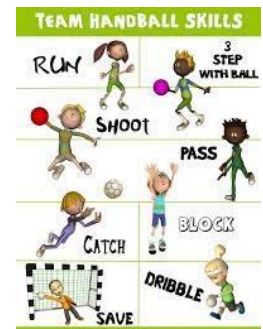 TEAM HANDBALL SKILLS
RUN
3
STEP
WITH BALL
SHOOT
PASS
BLOCK
CATCH
DRIBBLE
SAVE